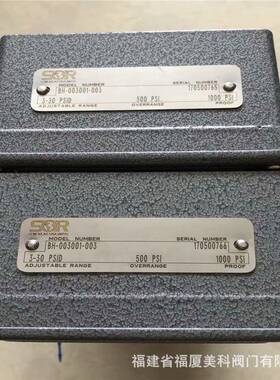 SOR
MODEL NUMBER
SERIAL NUMBER
BH-003001-003
170500765
3-30 PSID
500 PSI
1000 PSI
ADJUSTABLE RANGE
OVERRANGE
PROOF
SOR
MODEL NUMBER
SERIAL NUMBER
BH-003001-003
170500766
3-30 PSID
500 PSI
1000 PSI
ADJUSTABLE RANGE
OVERRANGE
PROOF
福建省福厦美科阀门有限公司